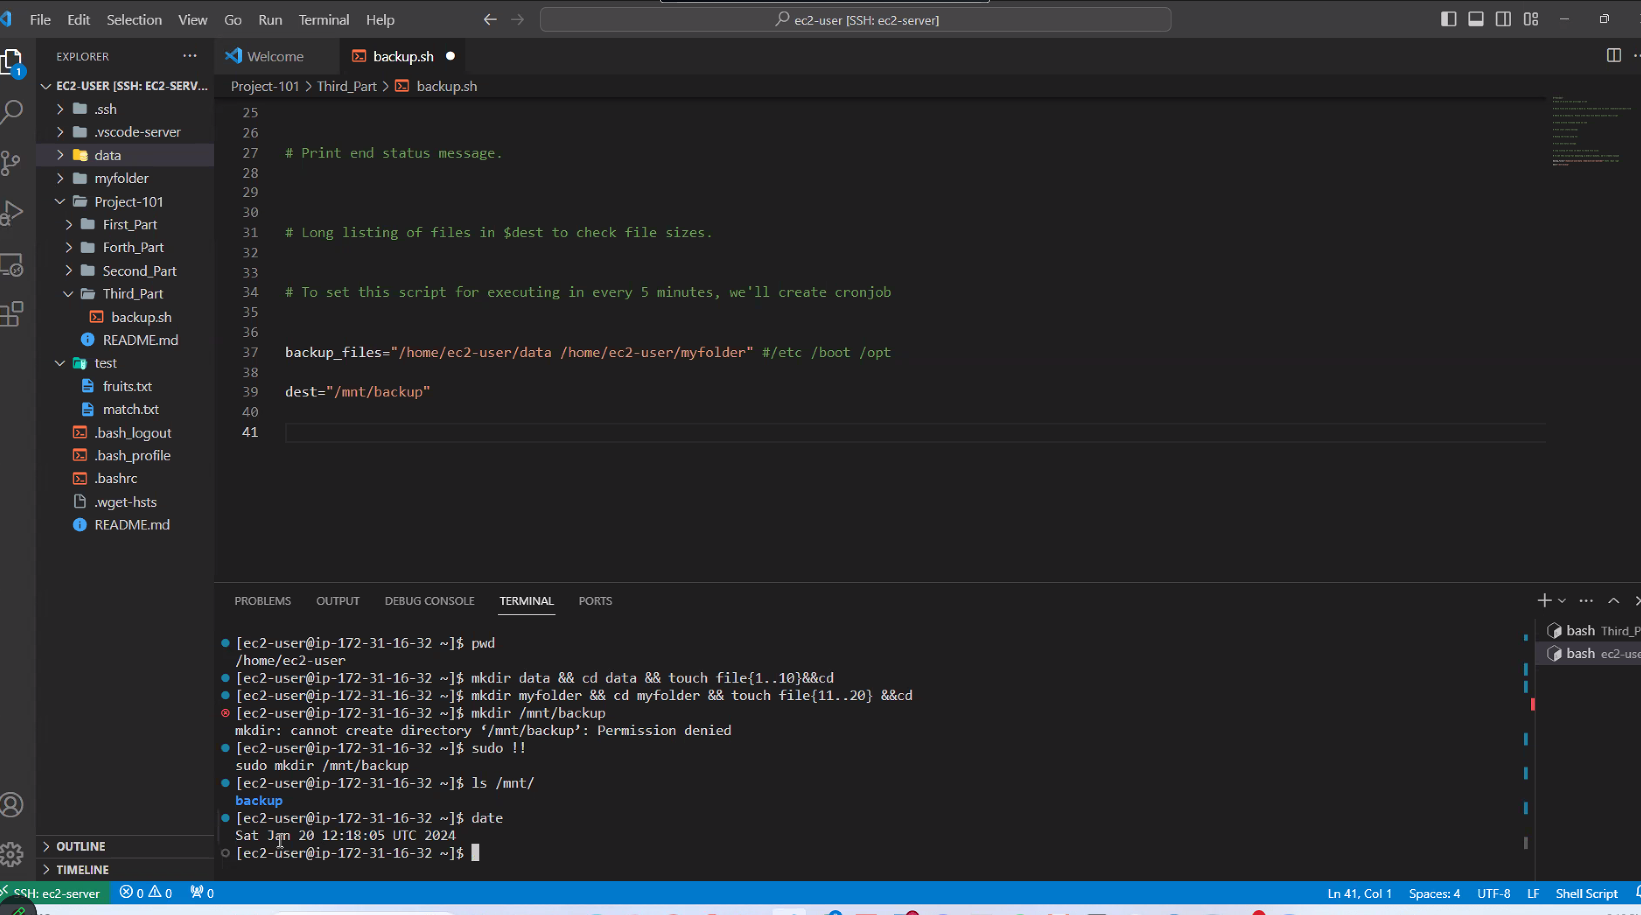 File Edit Selection View Go Run Terminal Help
ec2-user [SSH: ec2-server]
EXPLORER
Welcome
backup.sh
Project-101 > Third_Part > backup.sh
1
EC2-USER [SSH: EC2-SERV...
.ssh
.vscode-server
data
myfolder
Project-101
First_Part
Forth_Part
Second_Part
Third_Part
backup.sh
README.md
test
fruits.txt
match.txt
.bash_logout
.bash_profile
.bashrc
.wget-hsts
README.md
OUTLINE
TIMELINE
25
26
27 # Print end status message.
28
29
30
31 # Long listing of files in $dest to check file sizes.
32
33
34 # To set this script for executing in every 5 minutes, we'll create cronjob
35
36
37 backup_files="/home/ec2-user/data /home/ec2-user/myfolder" #/etc /boot /opt
38
39 dest="/mnt/backup"
40
41
PROBLEMS OUTPUT DEBUG CONSOLE TERMINAL PORTS
[ec2-user@ip-172-31-16-32 ~]$ pwd
/home/ec2-user
[ec2-user@ip-172-31-16-32 ~]$ mkdir data && cd data && touch file{1..10}&&cd
[ec2-user@ip-172-31-16-32 ~]$ mkdir myfolder && cd myfolder && touch file{11..20} &&cd
[ec2-user@ip-172-31-16-32 ~]$ mkdir /mnt/backup
mkdir: cannot create directory ‘/mnt/backup’: Permission denied
[ec2-user@ip-172-31-16-32 ~]$ sudo !!
sudo mkdir /mnt/backup
[ec2-user@ip-172-31-16-32 ~]$ ls /mnt/
backup
[ec2-user@ip-172-31-16-32 ~]$ date
Sat Jan 20 12:18:05 UTC 2024
[ec2-user@ip-172-31-16-32 ~]$
bash Third_P
bash ec2-use
SSH: ec2-server 0 0 0 Ln 41, Col 1 Spaces: 4 UTF-8 LF Shell Script